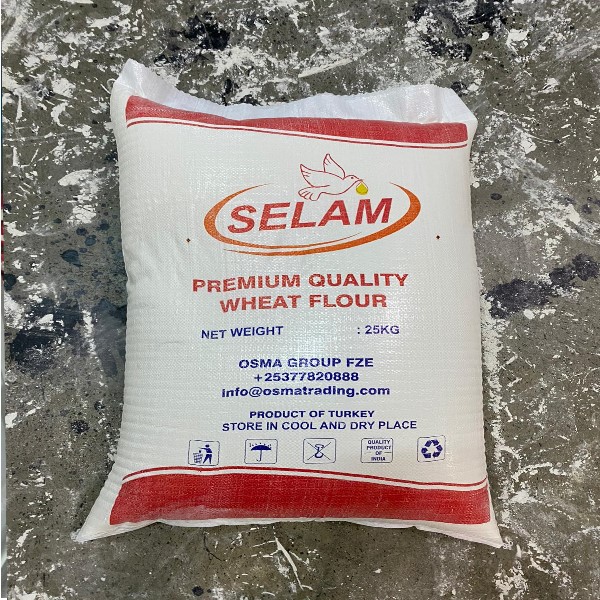 SELAM
PREMIUM QUALITY
WHEAT FLOUR
NET WEIGHT : 25KG
OSMA GROUP FZE
+25377820888
info@osmatrading.com
PRODUCT OF TURKEY
STORE IN COOL AND DRY PLACE
QUALITY
PRODUCT
OF
INDIA